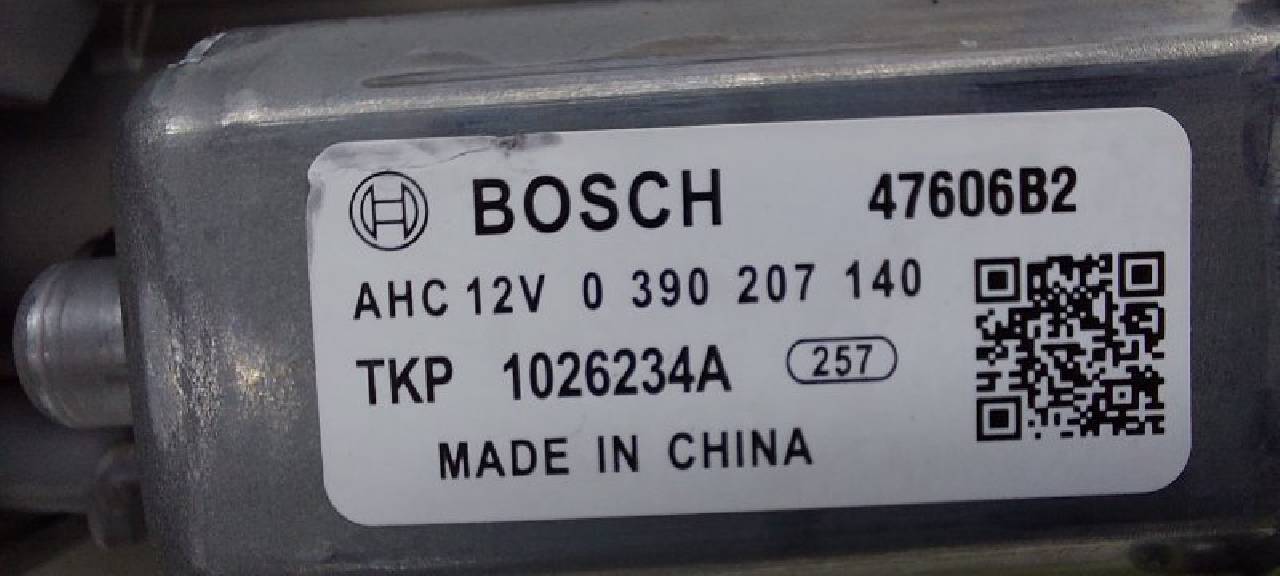 BOSCH 47606B2
AHC 12V 0 390 207 140
TKP 1026234A 257
MADE IN CHINA